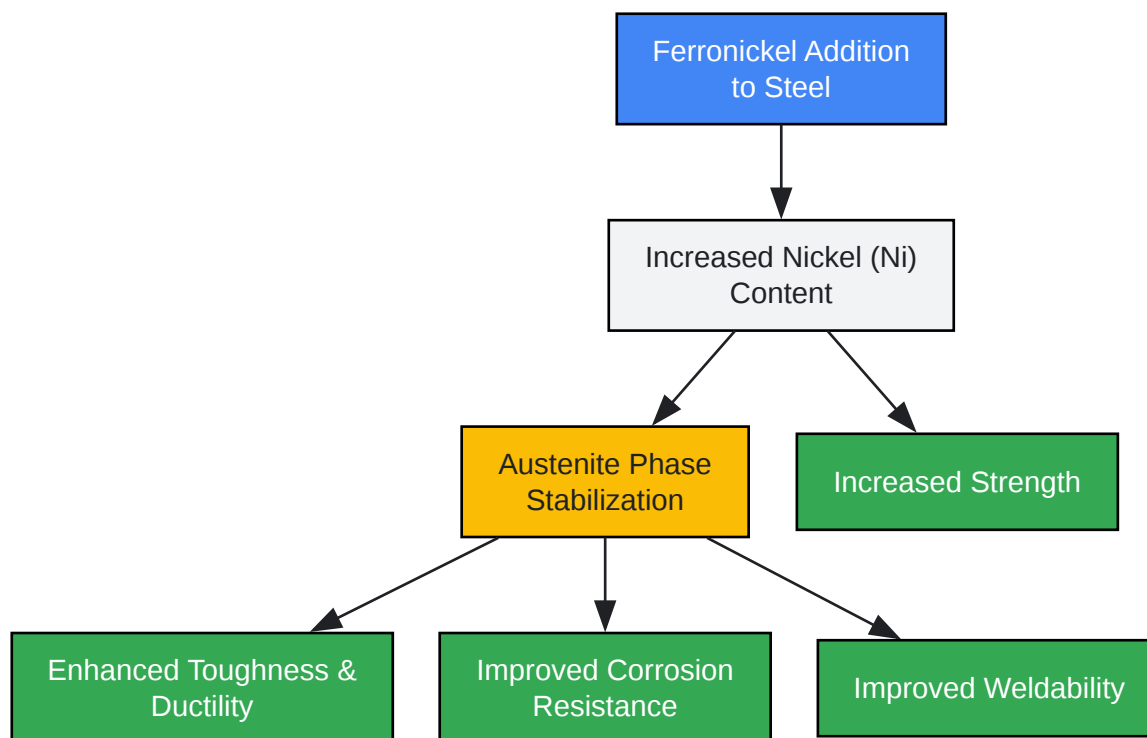 Ferronickel Addition
to Steel
Increased Nickel (Ni)
Content
Austenite Phase
Stabilization
Increased Strength
Enhanced Toughness &
Ductility
Improved Corrosion
Resistance
Improved Weldability